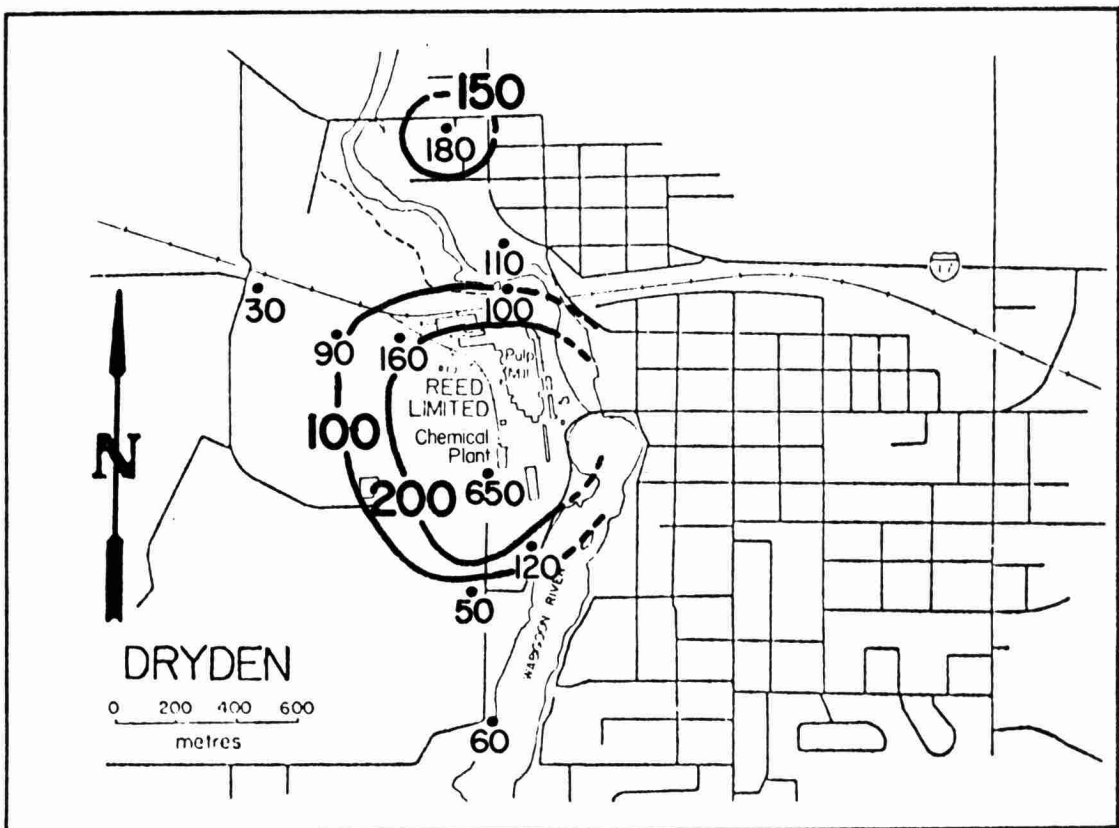 150
180
110
17
30
100
90
160
Pulp
Mill
REED
LIMITED
100
Chemical
Plant
650
200
120
50
WABIGOON RIVER
N
DRYDEN
0 200 400 600
metres
60